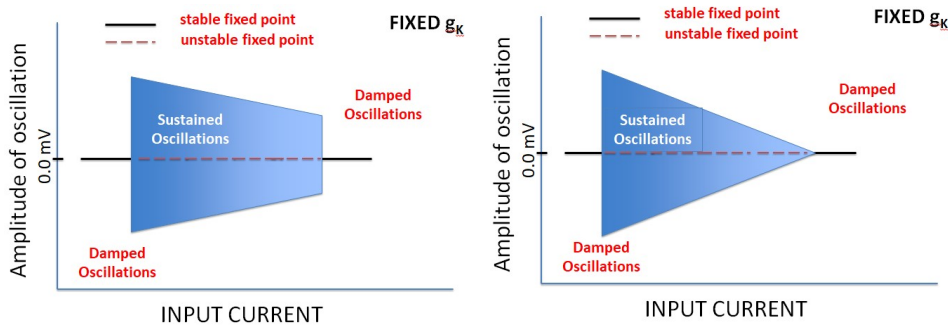 stable fixed point
unstable fixed point
FIXED gK
Amplitude of oscillation
0.0 mV
Sustained
Oscillations
Damped
Oscillations
Damped
Oscillations
INPUT CURRENT
stable fixed point
unstable fixed point
FIXED gK
Amplitude of oscillation
0.0 mV
Sustained
Oscillations
Damped
Oscillations
Damped
Oscillations
INPUT CURRENT